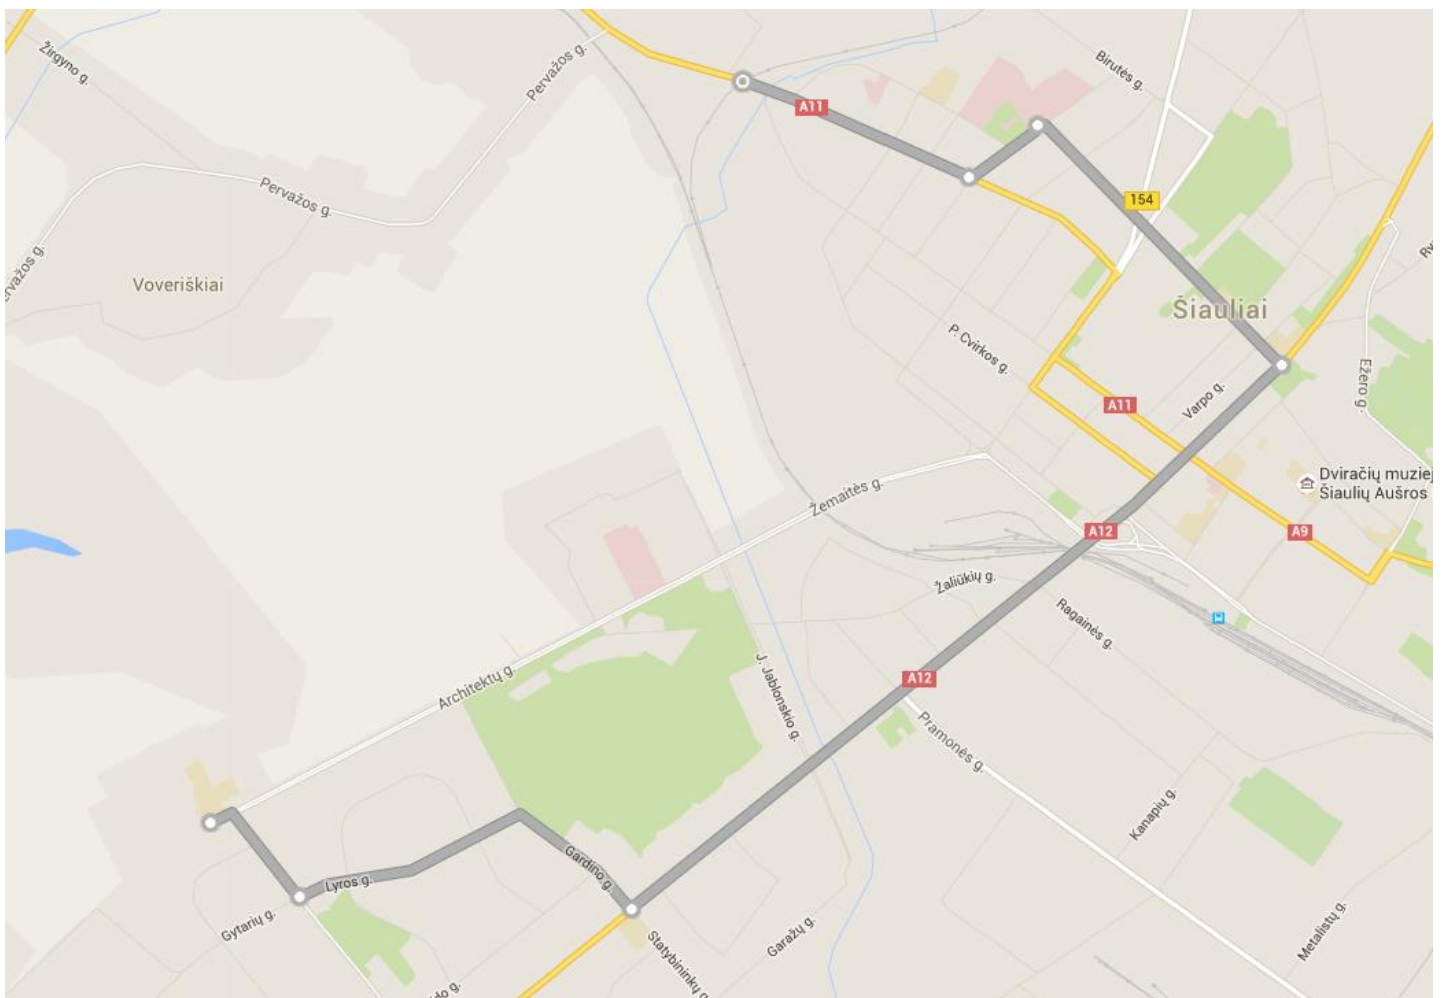 Žirgyno g.
Pervažos g.
Birutės g.
A11
Pervažos g.
154
Voveriškiai
Šiauliai
P. Cvirkos g.
Ežero g.
Varpo g.
A11
Dviračių muziej
Šiaulių Aušros
Žemaitės g.
A12
A9
Žaliūkių g.
Ragainės g.
Architektų g.
J. Jablonskio g.
A12
Pramonės g.
Kanapių g.
Lyros g.
Gardino g.
Gytarių g.
Statybininkų g
Garažų g.
Metalistų g.